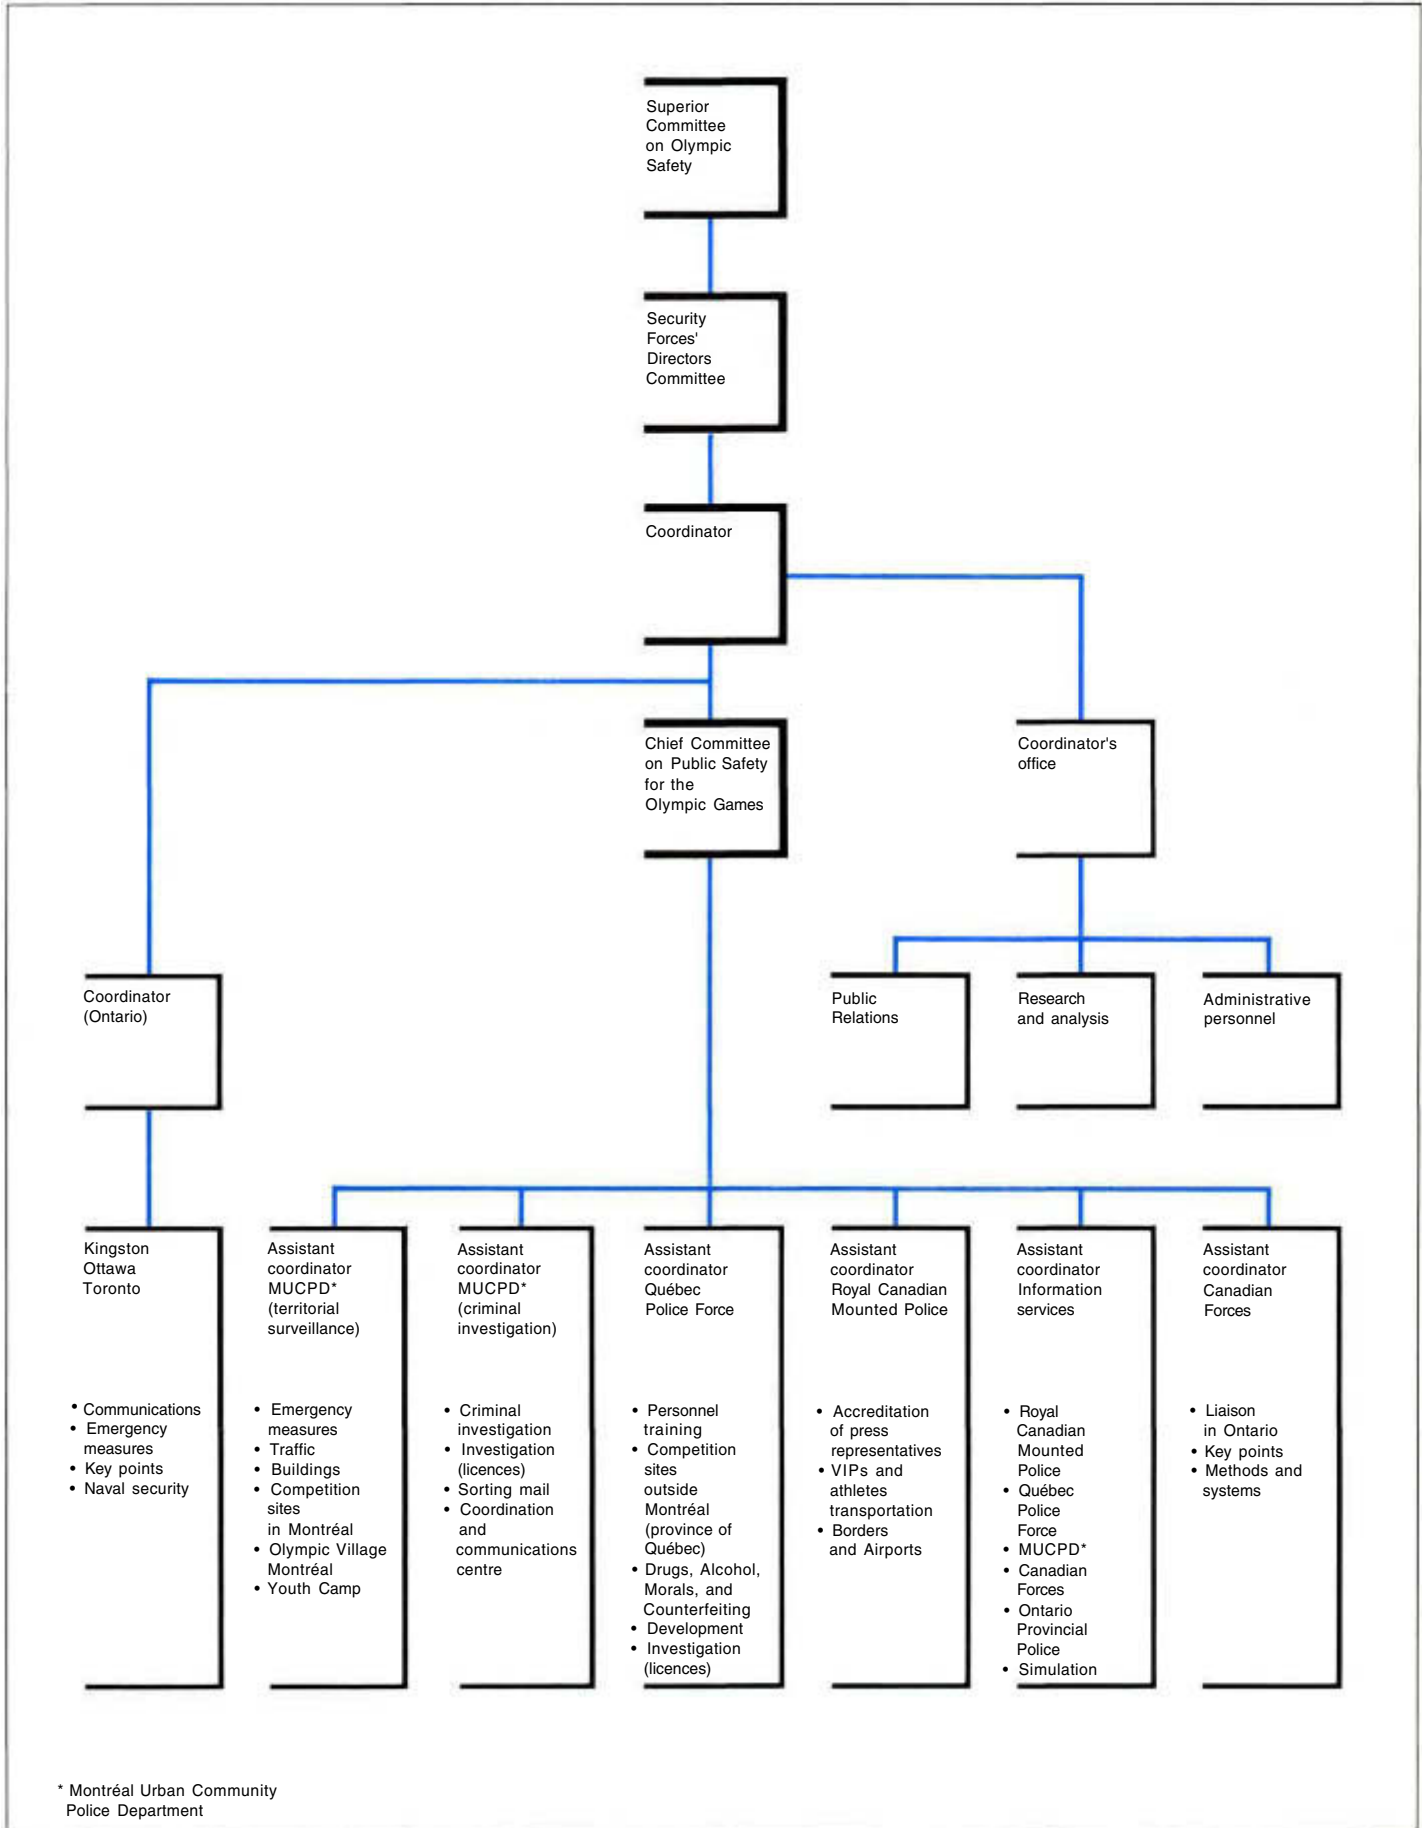 Superior
Committee
on Olympic
Safety
Security
Forces'
Directors
Committee
Coordinator
Chief Committee
on Public Safety
for the
Olympic Games
Coordinator's
office
Coordinator
(Ontario)
Public
Relations
Research
and analysis
Administrative
personnel
Kingston
Ottawa
Toronto
• Communications
• Emergency
measures
• Key points
• Naval security
Assistant
coordinator
MUCPD*
(territorial
surveillance)
• Emergency
measures
• Traffic
• Buildings
• Competition
sites
in Montréal
• Olympic Village
Montréal
• Youth Camp
Assistant
coordinator
MUCPD*
(criminal
investigation)
• Criminal
investigation
• Investigation
(licences)
• Sorting mail
• Coordination
and
communications
centre
Assistant
coordinator
Québec
Police Force
• Personnel
training
• Competition
sites
outside
Montréal
(province of
Québec)
• Drugs, Alcohol,
Morals, and
Counterfeiting
• Development
• Investigation
(licences)
Assistant
coordinator
Royal Canadian
Mounted Police
• Accreditation
of press
representatives
• VIPs and
athletes
transportation
• Borders
and Airports
Assistant
coordinator
Information
services
• Royal
Canadian
Mounted
Police
• Québec
Police
Force
• MUCPD*
• Canadian
Forces
• Ontario
Provincial
Police
• Simulation
Assistant
coordinator
Canadian
Forces
• Liaison
in Ontario
• Key points
• Methods and
systems
* Montréal Urban Community
Police Department